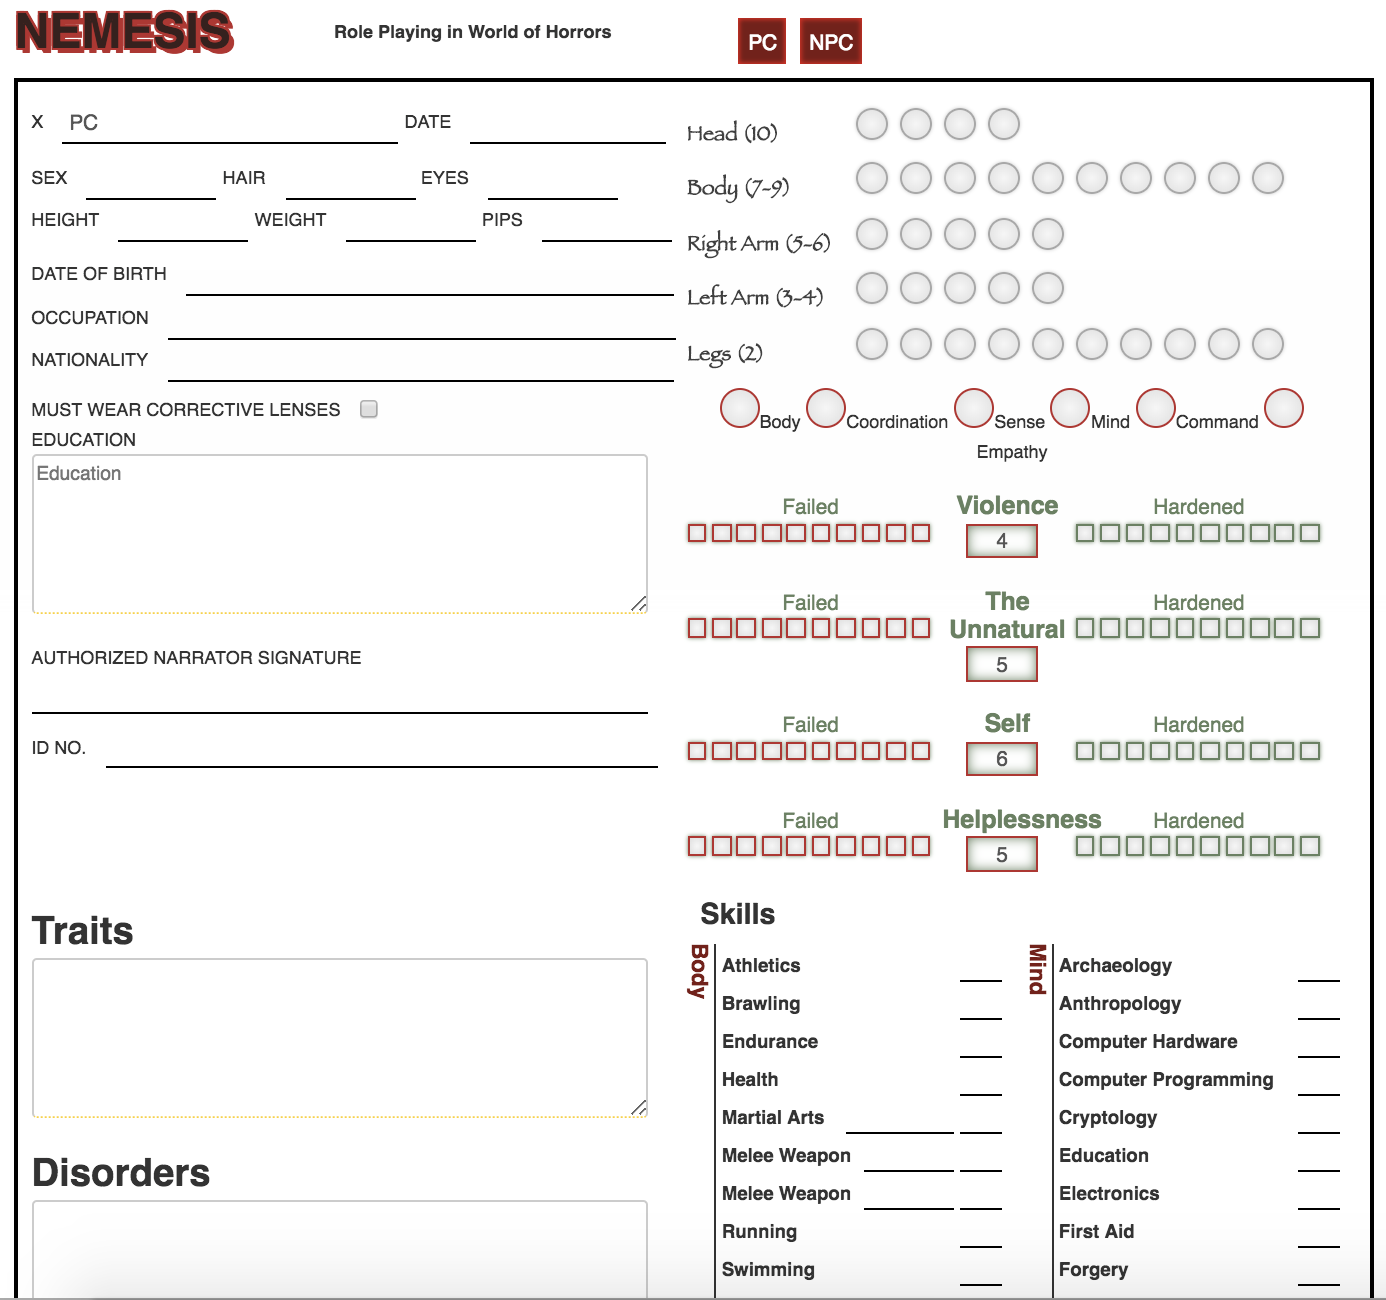 NEMESIS
Role Playing in World of Horrors
PC NPC
X PC DATE
SEX HAIR EYES
HEIGHT WEIGHT PIPS
DATE OF BIRTH
OCCUPATION
NATIONALITY
MUST WEAR CORRECTIVE LENSES
EDUCATION
Education
AUTHORIZED NARRATOR SIGNATURE
ID NO.
Traits
Disorders
Head (10)
Body (7-9)
Right Arm (5-6)
Left Arm (3-4)
Legs (2)
Body Coordination Sense Mind Command
Empathy
Failed Violence Hardened
4
Failed The Hardened
Unnatural
5
Failed Self Hardened
6
Failed Helplessness Hardened
5
Skills
Body
Athletics
Brawling
Endurance
Health
Martial Arts
Melee Weapon
Melee Weapon
Running
Swimming
Mind
Archaeology
Anthropology
Computer Hardware
Computer Programming
Cryptology
Education
Electronics
First Aid
Forgery